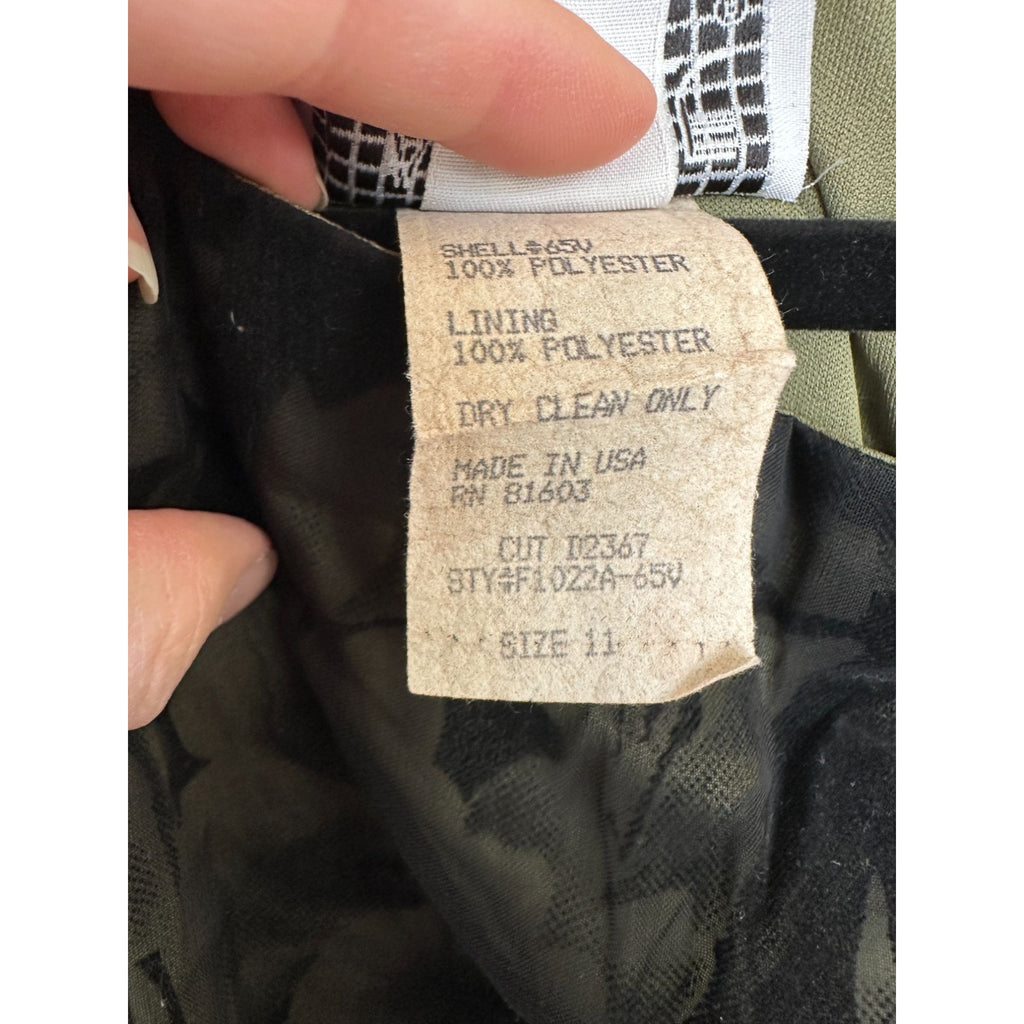 SHELL#65V
100% POLYESTER
LINING
100% POLYESTER
DRY CLEAN ONLY
MADE IN USA
RN 81603
CUT D2367
STY#F1022A-65V
SIZE 11